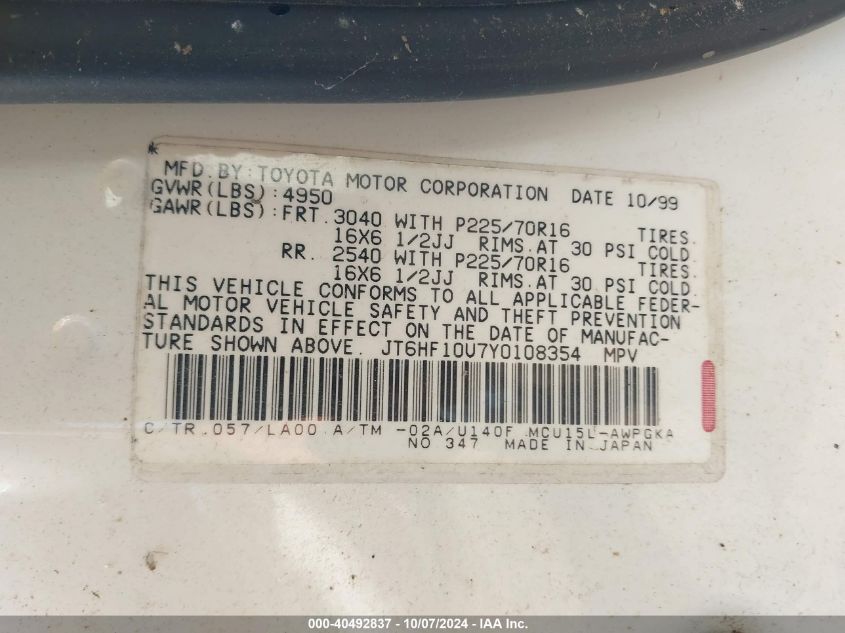 *
MFD.BY:TOYOTA MOTOR CORPORATION DATE 10/99
GVWR(LBS):4950
GAWR(LBS):FRT.3040 WITH P225/70R16 TIRES.
16X6 1/2JJ RIMS.AT 30 PSI COLD.
RR. 2540 WITH P225/70R16 TIRES.
16X6 1/2JJ RIMS.AT 30 PSI COLD.
THIS VEHICLE CONFORMS TO ALL APPLICABLE FEDER-
AL MOTOR VEHICLE SAFETY AND THEFT PREVENTION
STANDARDS IN EFFECT ON THE DATE OF MANUFAC-
TURE SHOWN ABOVE. JT6HF10U7Y0108354 MPV
C/TR.057/LA00 A/TM -02A/U140F MCU15L-AWPGKA
NO 347 MADE IN JAPAN
000-40492837 - 10/07/2024 - IAA Inc.